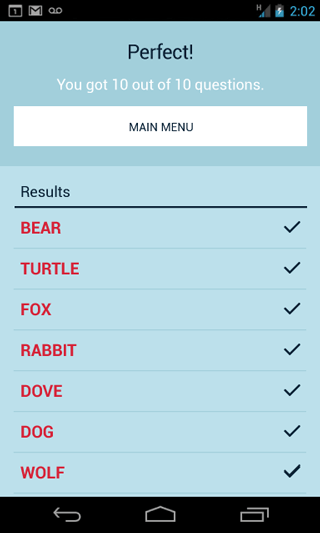 1 H 2:02
Perfect!
You got 10 out of 10 questions.
MAIN MENU
Results
BEAR
TURTLE
FOX
RABBIT
DOVE
DOG
WOLF